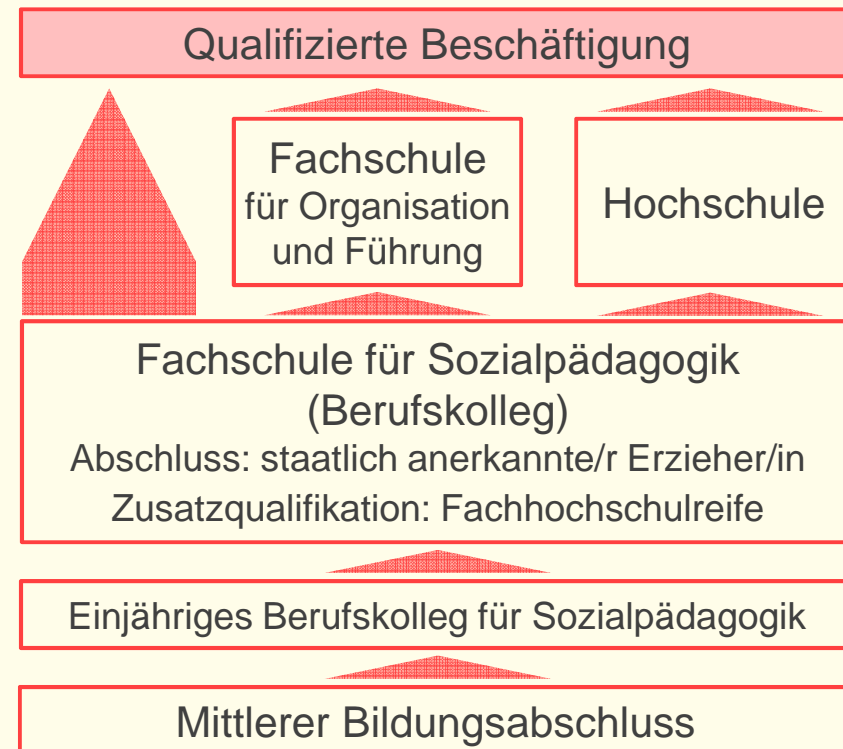 Qualifizierte Beschäftigung
Fachschule
für Organisation
und Führung
Hochschule
Fachschule für Sozialpädagogik
(Berufskolleg)
Abschluss: staatlich anerkannte/r Erzieher/in
Zusatzqualifikation: Fachhochschulreife
Einjähriges Berufskolleg für Sozialpädagogik
Mittlerer Bildungsabschluss